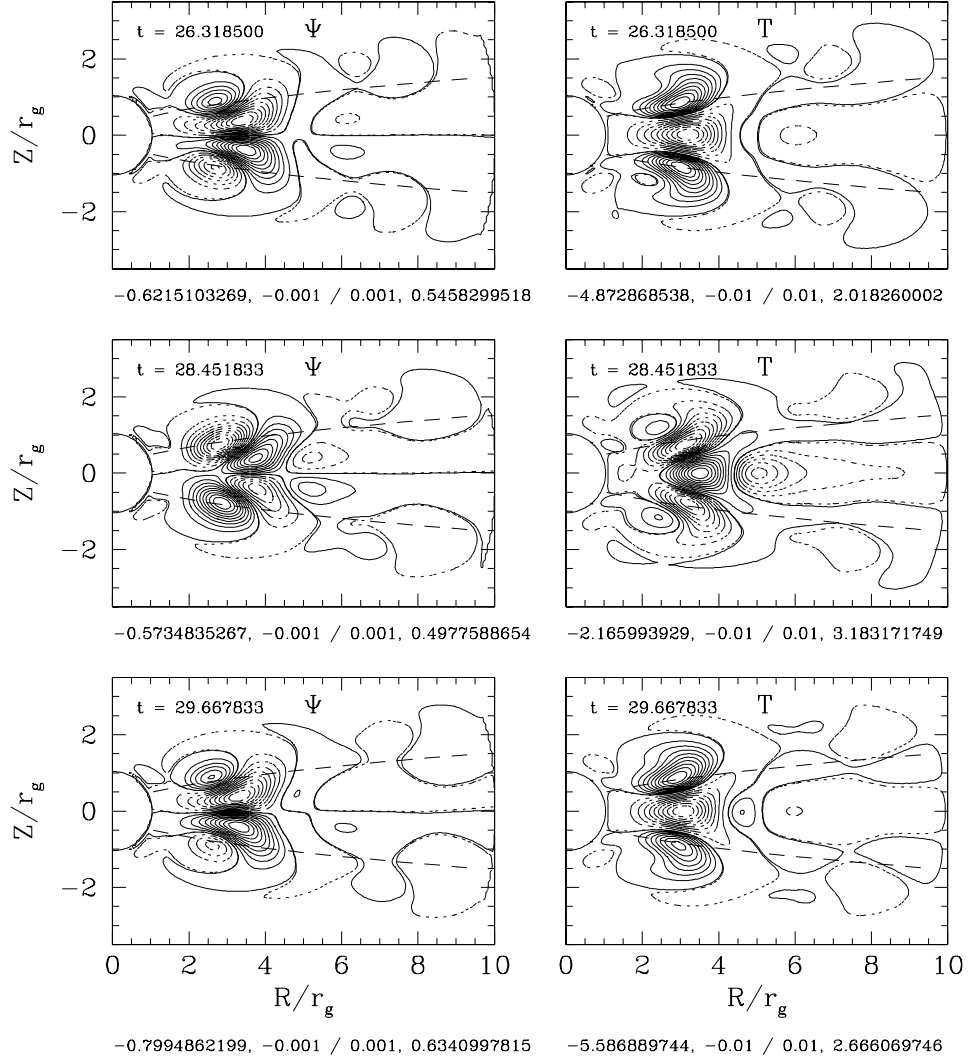 t = 26.318500 Ψ
t = 26.318500 T
2
0
−2
Z/r_g
−0.6215103269, −0.001 / 0.001, 0.5458299518
−4.872868538, −0.01 / 0.01, 2.018260002
t = 28.451833 Ψ
t = 28.451833 T
2
0
−2
Z/r_g
−0.5734835267, −0.001 / 0.001, 0.4977588654
−2.165993929, −0.01 / 0.01, 3.183171749
t = 29.667833 Ψ
t = 29.667833 T
2
0
−2
Z/r_g
0 2 4 6 8 10
0 2 4 6 8 10
R/r_g
R/r_g
−0.7994862199, −0.001 / 0.001, 0.6340997815
−5.586889744, −0.01 / 0.01, 2.666069746